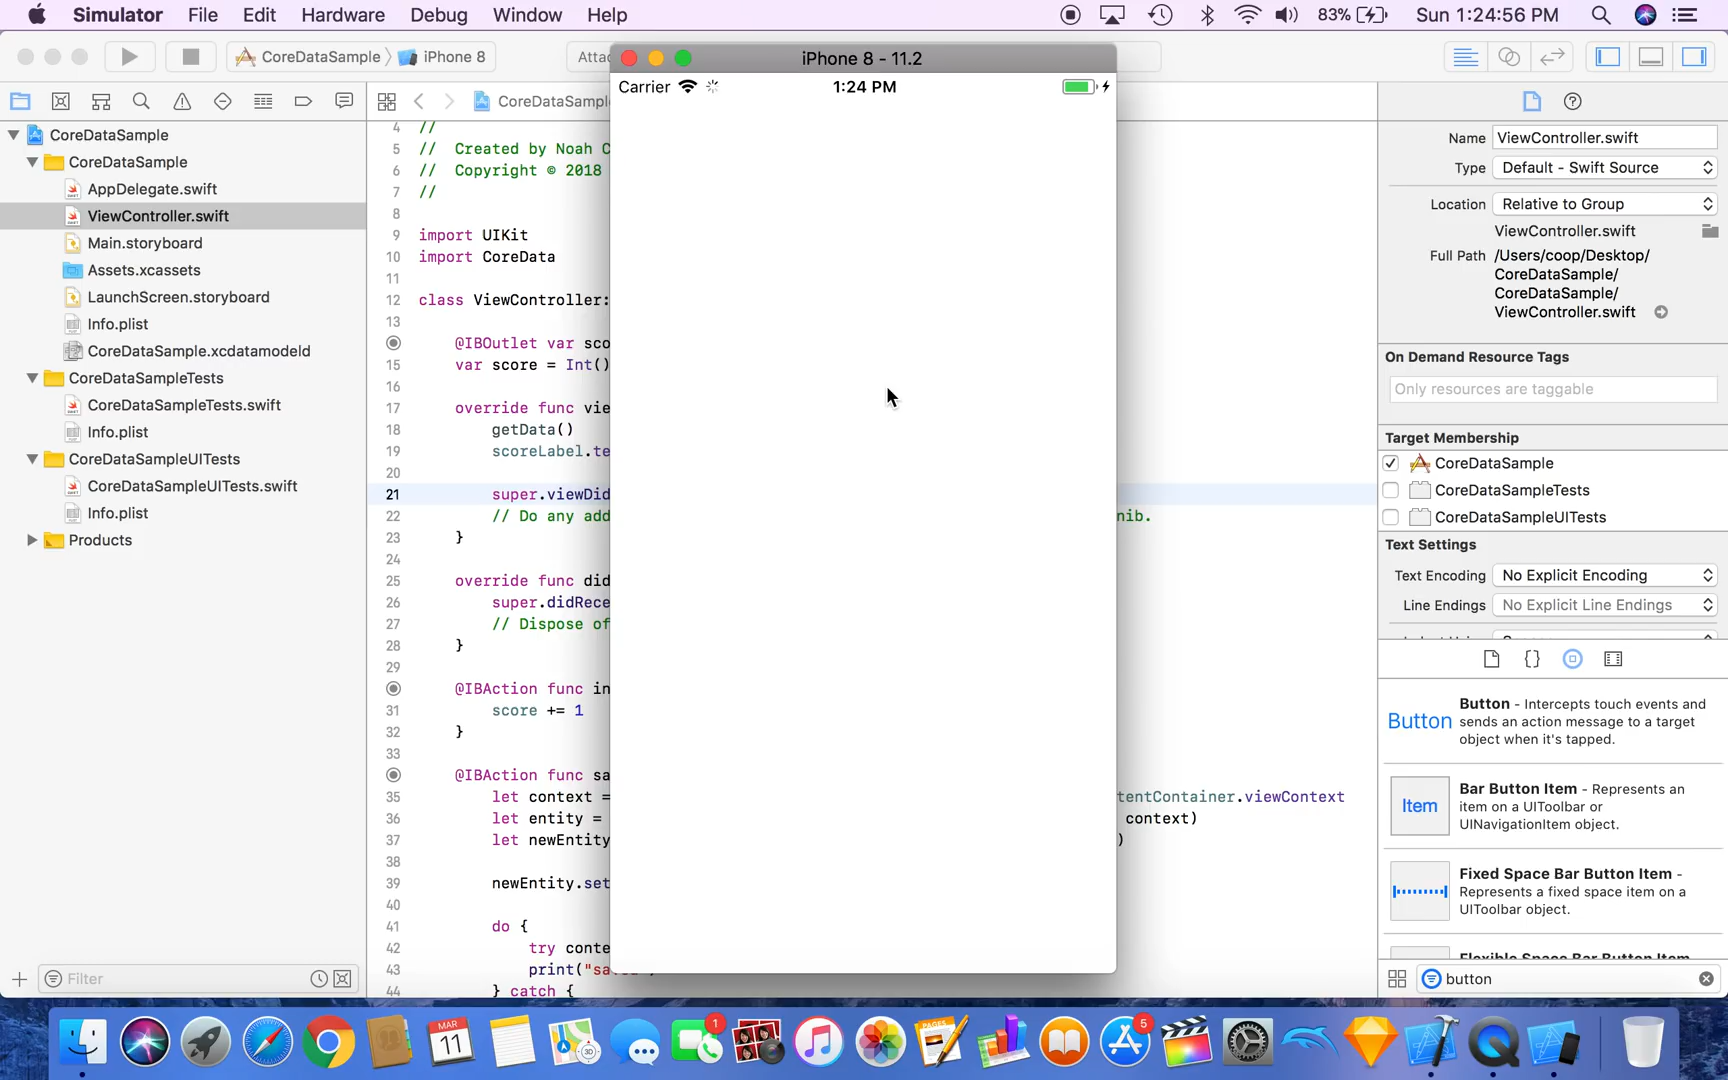 Simulator File Edit Hardware Debug Window Help 83% Sun 1:24:56 PM
CoreDataSample iPhone 8 Attac
iPhone 8 - 11.2
Carrier 1:24 PM
CoreDataSampl
CoreDataSample
CoreDataSample
AppDelegate.swift
ViewController.swift
Main.storyboard
Assets.xcassets
LaunchScreen.storyboard
Info.plist
CoreDataSample.xcdatamodeld
CoreDataSampleTests
CoreDataSampleTests.swift
Info.plist
CoreDataSampleUITests
CoreDataSampleUITests.swift
Info.plist
Products
Filter
4 //
5 // Created by Noah C
6 // Copyright © 2018
7 //
8
9 import UIKit
10 import CoreData
11
12 class ViewController:
13
@IBOutlet var sco
15 var score = Int()
16
17 override func vie
18 getData()
19 scoreLabel.te
20
21 super.viewDid
22 // Do any add nib.
23 }
24
25 override func did
26 super.didRece
27 // Dispose of
28 }
29
@IBAction func in
31 score += 1
32 }
33
@IBAction func sa
35 let context = tentContainer.viewContext
36 let entity = context)
37 let newEntity )
38
39 newEntity.set
40
41 do {
42 try conte
43 print("sa
44 } catch {
Name ViewController.swift
Type Default - Swift Source
Location Relative to Group
ViewController.swift
Full Path /Users/coop/Desktop/
CoreDataSample/
CoreDataSample/
ViewController.swift
On Demand Resource Tags
Only resources are taggable
Target Membership
CoreDataSample
CoreDataSampleTests
CoreDataSampleUITests
Text Settings
Text Encoding No Explicit Encoding
Line Endings No Explicit Line Endings
Button Button - Intercepts touch events and
sends an action message to a target
object when it's tapped.
Item Bar Button Item - Represents an
item on a UIToolbar or
UINavigationItem object.
Fixed Space Bar Button Item -
Represents a fixed space item on a
UIToolbar object.
Flexible Space Bar Button Item
button
MAR
11
1
3D
PAGES
5